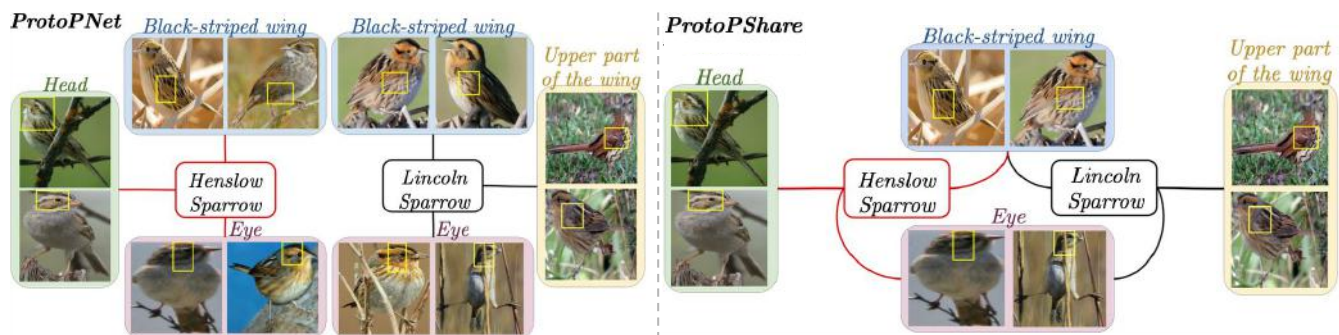 ProtoPNet
Black-striped wing
Black-striped wing
Head
Upper part
of the wing
Henslow
Sparrow
Lincoln
Sparrow
Eye
Eye
ProtoPShare
Black-striped wing
Head
Upper part
of the wing
Henslow
Sparrow
Lincoln
Sparrow
Eye